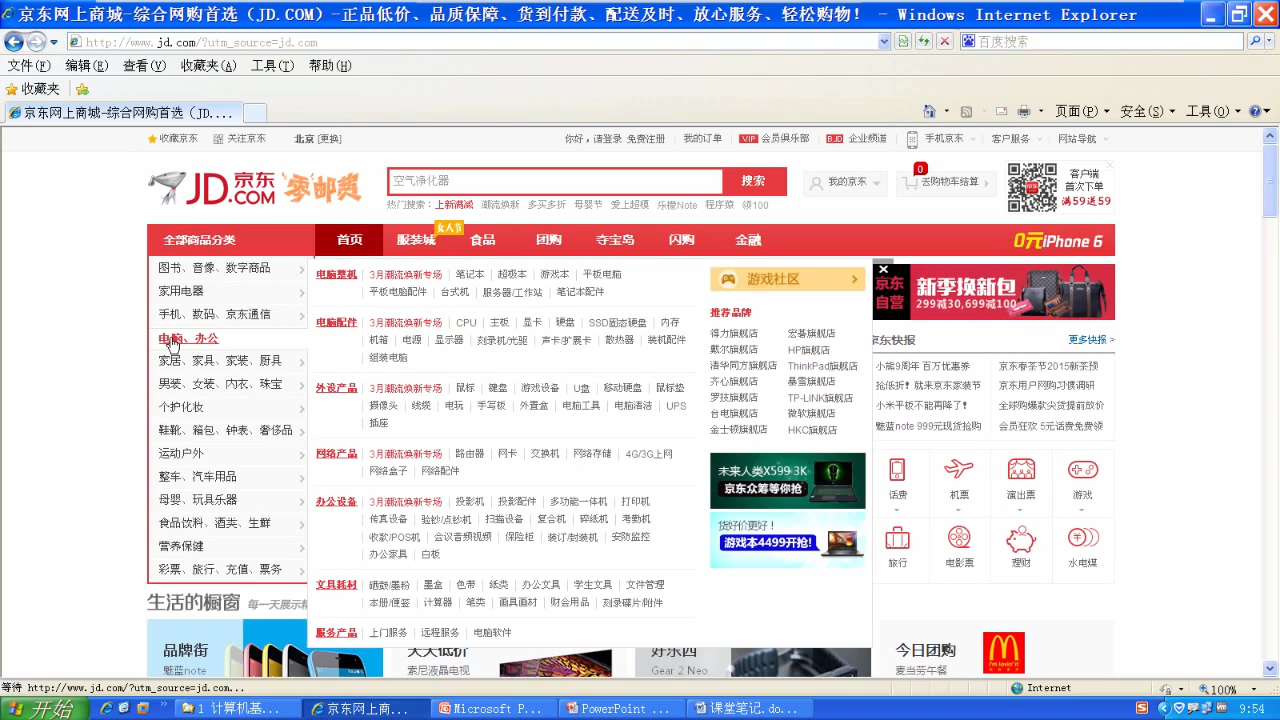 京东网上商城-综合网购首选（JD.COM）-正品低价、品质保障、货到付款、配送及时、放心服务、轻松购物！ - Windows Internet Explorer
http://www.jd.com/?utm_source=jd.com
百度搜索
文件(F) 编辑(E) 查看(V) 收藏夹(A) 工具(T) 帮助(H)
收藏夹
京东网上商城-综合网购首选（JD....
页面(P) 安全(S) 工具(O)
收藏京东 关注京东 北京 [更换] 你好，请登录 免费注册 我的订单 VIP 会员俱乐部 BJD 企业频道 手机京东 客户服务 网站导航
JD.COM 京东 零邮费
空气净化器 搜索
我的京东 0 去购物车结算
客户端
首次下单
满59送59
热门搜索： 上新满减 潮流焕新 多买多折 母婴节 爱上超模 乐檬Note 程序猿 领100
女人节
全部商品分类 首页 服装城 食品 团购 夺宝岛 闪购 金融 0元iPhone 6
图书、音像、数字商品
家用电器
手机、数码、京东通信
电脑、办公
家居、家具、家装、厨具
男装、女装、内衣、珠宝
个护化妆
鞋靴、箱包、钟表、奢侈品
运动户外
整车、汽车用品
母婴、玩具乐器
食品饮料、酒类、生鲜
营养保健
彩票、旅行、充值、票务
电脑整机 3月潮流焕新专场 笔记本 超极本 游戏本 平板电脑
平板电脑配件 台式机 服务器/工作站 笔记本配件
电脑配件 3月潮流焕新专场 CPU 主板 显卡 硬盘 SSD固态硬盘 内存
机箱 电源 显示器 刻录机/光驱 声卡/扩展卡 散热器 装机配件
组装电脑
外设产品 3月潮流焕新专场 鼠标 键盘 游戏设备 U盘 移动硬盘 鼠标垫
摄像头 线缆 电玩 手写板 外置盒 电脑工具 电脑清洁 UPS
插座
网络产品 3月潮流焕新专场 路由器 网卡 交换机 网络存储 4G/3G上网
网络盒子 网络配件
办公设备 3月潮流焕新专场 投影机 投影配件 多功能一体机 打印机
传真设备 验钞/点钞机 扫描设备 复合机 碎纸机 考勤机
收款/POS机 会议音频视频 保险柜 装订/封装机 安防监控
办公家具 白板
文具耗材 硒鼓/墨粉 墨盒 色带 纸类 办公文具 学生文具 文件管理
本册/便签 计算器 笔类 画具画材 财会用品 刻录碟片/附件
服务产品 上门服务 远程服务 电脑软件
游戏社区
推荐品牌
得力旗舰店 宏碁旗舰店
戴尔旗舰店 HP旗舰店
清华同方旗舰店 ThinkPad旗舰店
齐心旗舰店 暴雪旗舰店
罗技旗舰店 TP-LINK旗舰店
台电旗舰店 微软旗舰店
金士顿旗舰店 HKC旗舰店
未来人类X599 3K
京东众筹等你抢
货好价更好！
游戏本4499开抢!
京东
自营
新季焕新包
299减30,699减100
京东快报 更多快报 >
小熊9周年 百万优惠券 京东春茶节2015新茶预
抢低折！就来京东家装节 京东用户网购习惯调研
小米平板不能再降了! 全球购爆款尖货提前放价
魅蓝note 999元现货抢购 会员狂欢 5元话费免费领
话费 机票 演出票 游戏
旅行 电影票 理财 水电煤
生活的橱窗 每一天展示精
品牌街
魅蓝note
天天低价
索尼液晶电视
好东西
Gear 2 Neo
今日团购
麦当劳午餐
i'm lovin' it
等待 http://www.jd.com/?utm_source=jd.com...
Internet 100%
开始 1 计算机基... 京东网上商... Microsoft P... PowerPoint ... 课堂笔记.do... 9:54